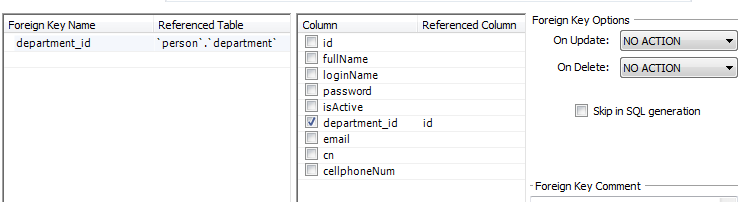 Foreign Key Name Referenced Table
department_id `person`.`department`
Column Referenced Column
id
fullName
loginName
password
isActive
department_id id
email
cn
cellphoneNum
Foreign Key Options
On Update: NO ACTION
On Delete: NO ACTION
Skip in SQL generation
Foreign Key Comment